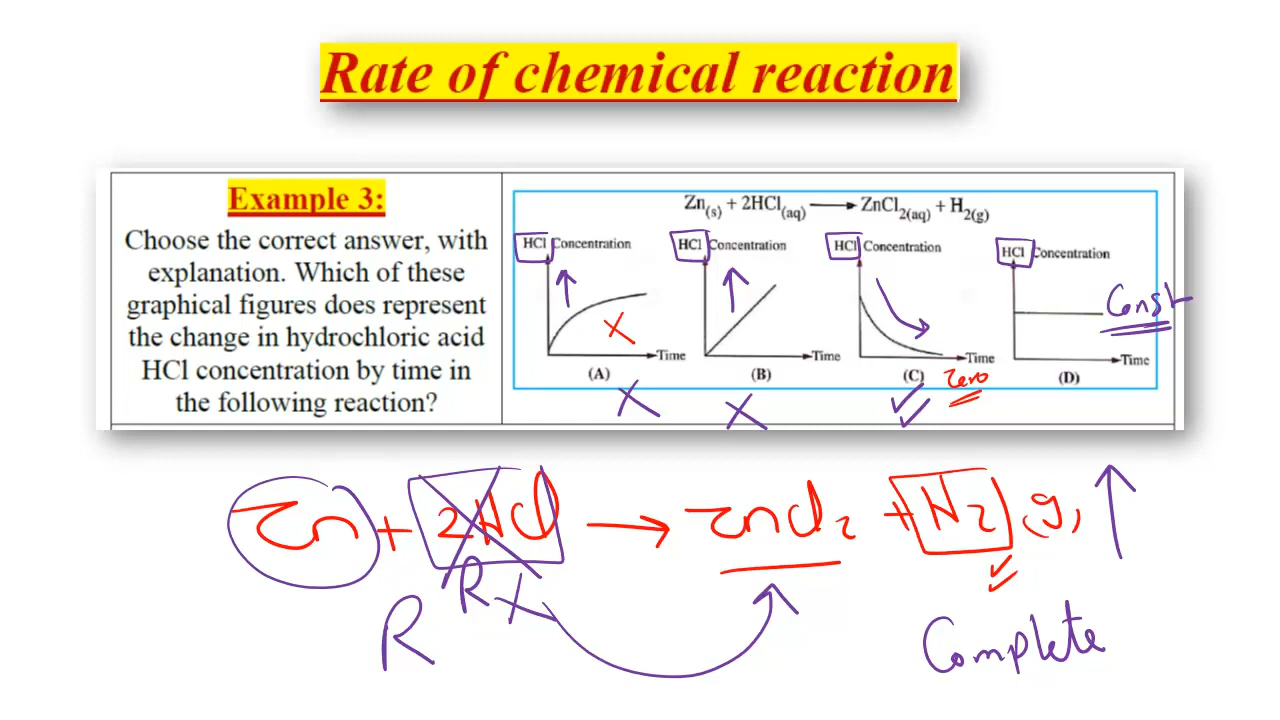 Rate of chemical reaction
Example 3:
Choose the correct answer, with
explanation. Which of these
graphical figures does represent
the change in hydrochloric acid
HCl concentration by time in
the following reaction?
Zn(s) + 2HCl(aq) ⟶ ZnCl2(aq) + H2(g)
HCl Concentration
Time
(A)
HCl Concentration
Time
(B)
HCl Concentration
Time
(C)
Zero
HCl Concentration
Const
Time
(D)
Zn + 2HCl → ZnCl2 + H2 (g)
R
R
Complete